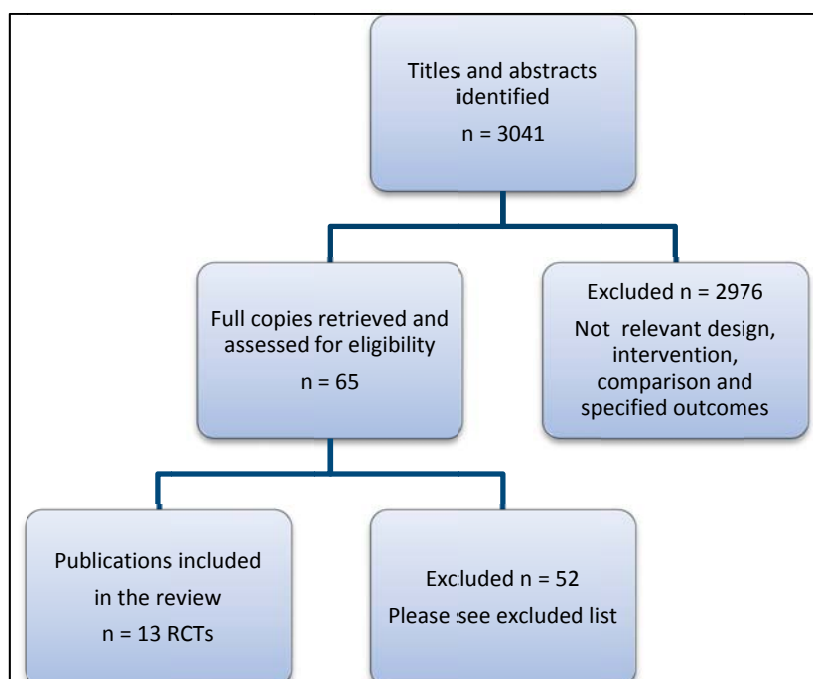 Titles and abstracts
identified
n = 3041
Full copies retrieved and
assessed for eligibility
n = 65
Excluded n = 2976
Not relevant design,
intervention,
comparison and
specified outcomes
Publications included
in the review
n = 13 RCTs
Excluded n = 52
Please see excluded list